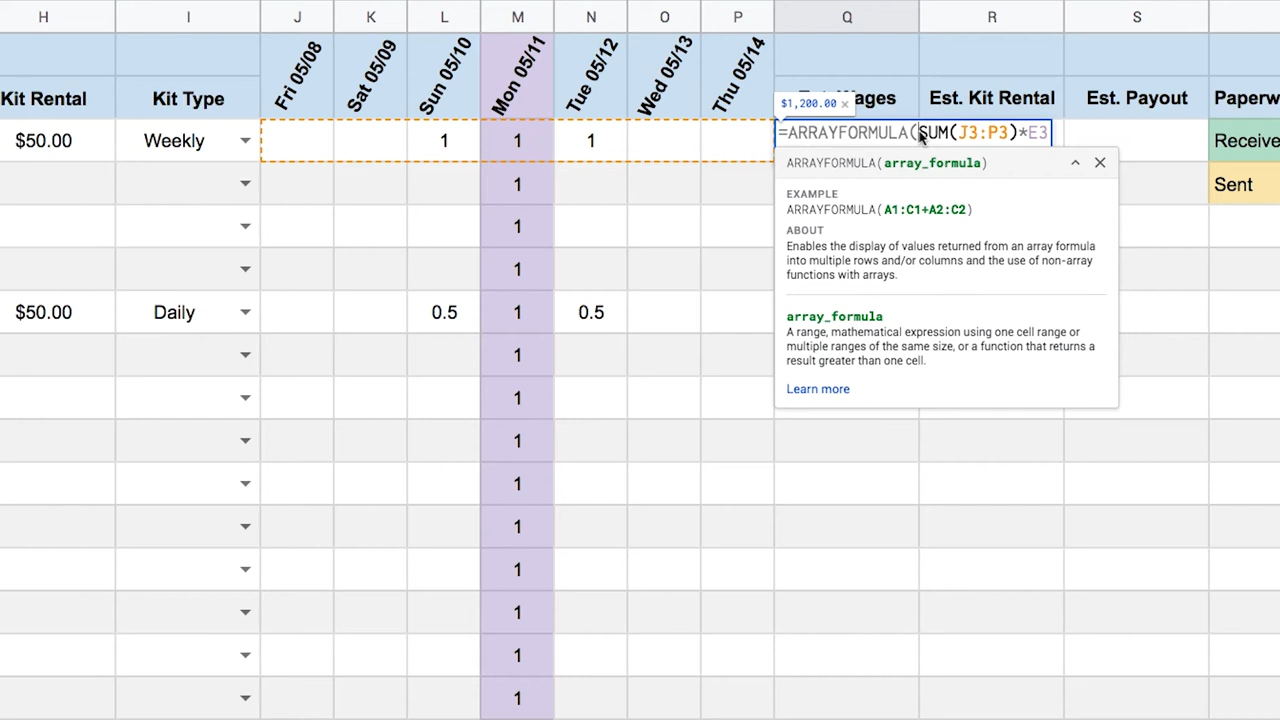 H I J K L M N O P Q R S
Fri 05/08 Sat 05/09 Sun 05/10 Mon 05/11 Tue 05/12 Wed 05/13 Thu 05/14
Kit Rental Kit Type Wages Est. Kit Rental Est. Payout Paperw
$1,200.00 ×
$50.00 Weekly 1 1 1 =ARRAYFORMULA(SUM(J3:P3)*E3 Receive
1 Sent
ARRAYFORMULA(array_formula)
EXAMPLE
ARRAYFORMULA(A1:C1+A2:C2)
ABOUT
Enables the display of values returned from an array formula
into multiple rows and/or columns and the use of non-array
functions with arrays.
array_formula
A range, mathematical expression using one cell range or
multiple ranges of the same size, or a function that returns a
result greater than one cell.
Learn more
1
1
$50.00 Daily 0.5 1 0.5
1
1
1
1
1
1
1
1
1